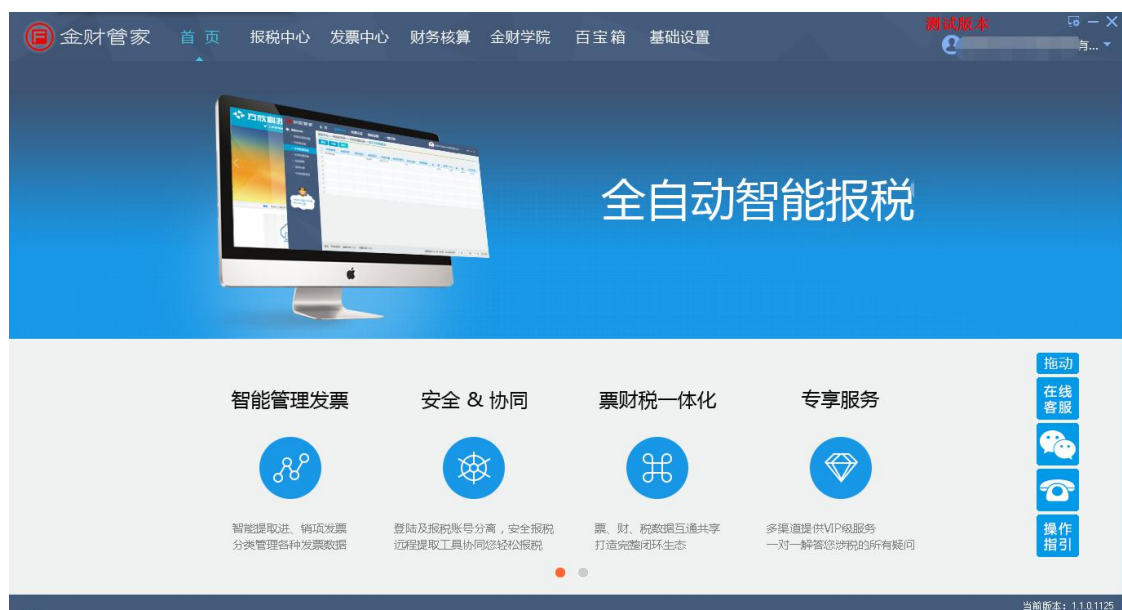 测试版本
金财管家
首 页
报税中心
发票中心
财务核算
金财学院
百宝箱
基础设置
有...
全自动智能报税
拖动
在线
客服
智能管理发票
安全 & 协同
票财税一体化
专享服务
智能提取进、销项发票
分类管理各种发票数据
登陆及报税账号分离，安全报税
远程提取工具协同您轻松报税
票、财、税数据互通共享
打造完整闭环生态
多渠道提供VIP级服务
一对一解答您涉税的所有疑问
操作
指引
当前版本：1.1.0.1125